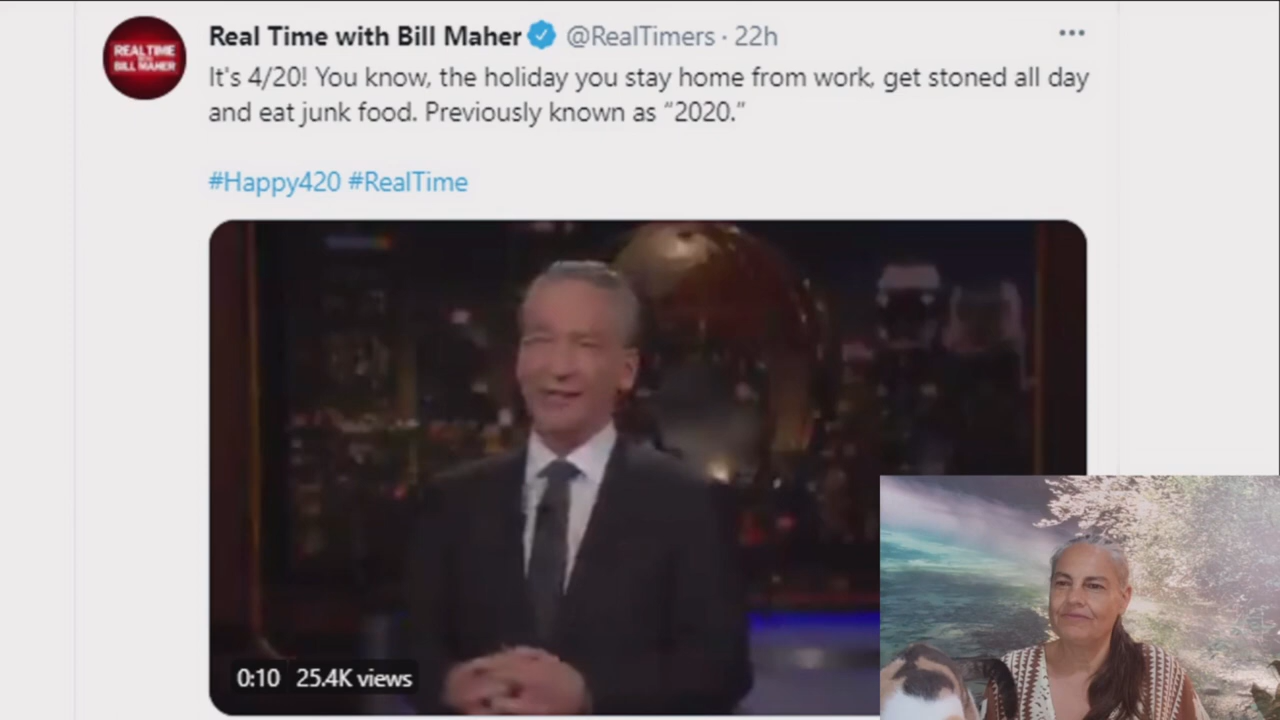 REAL TIME
BILL MAHER
Real Time with Bill Maher @RealTimers · 22h
It's 4/20! You know, the holiday you stay home from work, get stoned all day
and eat junk food. Previously known as “2020.”
#Happy420 #RealTime
0:10 25.4K views